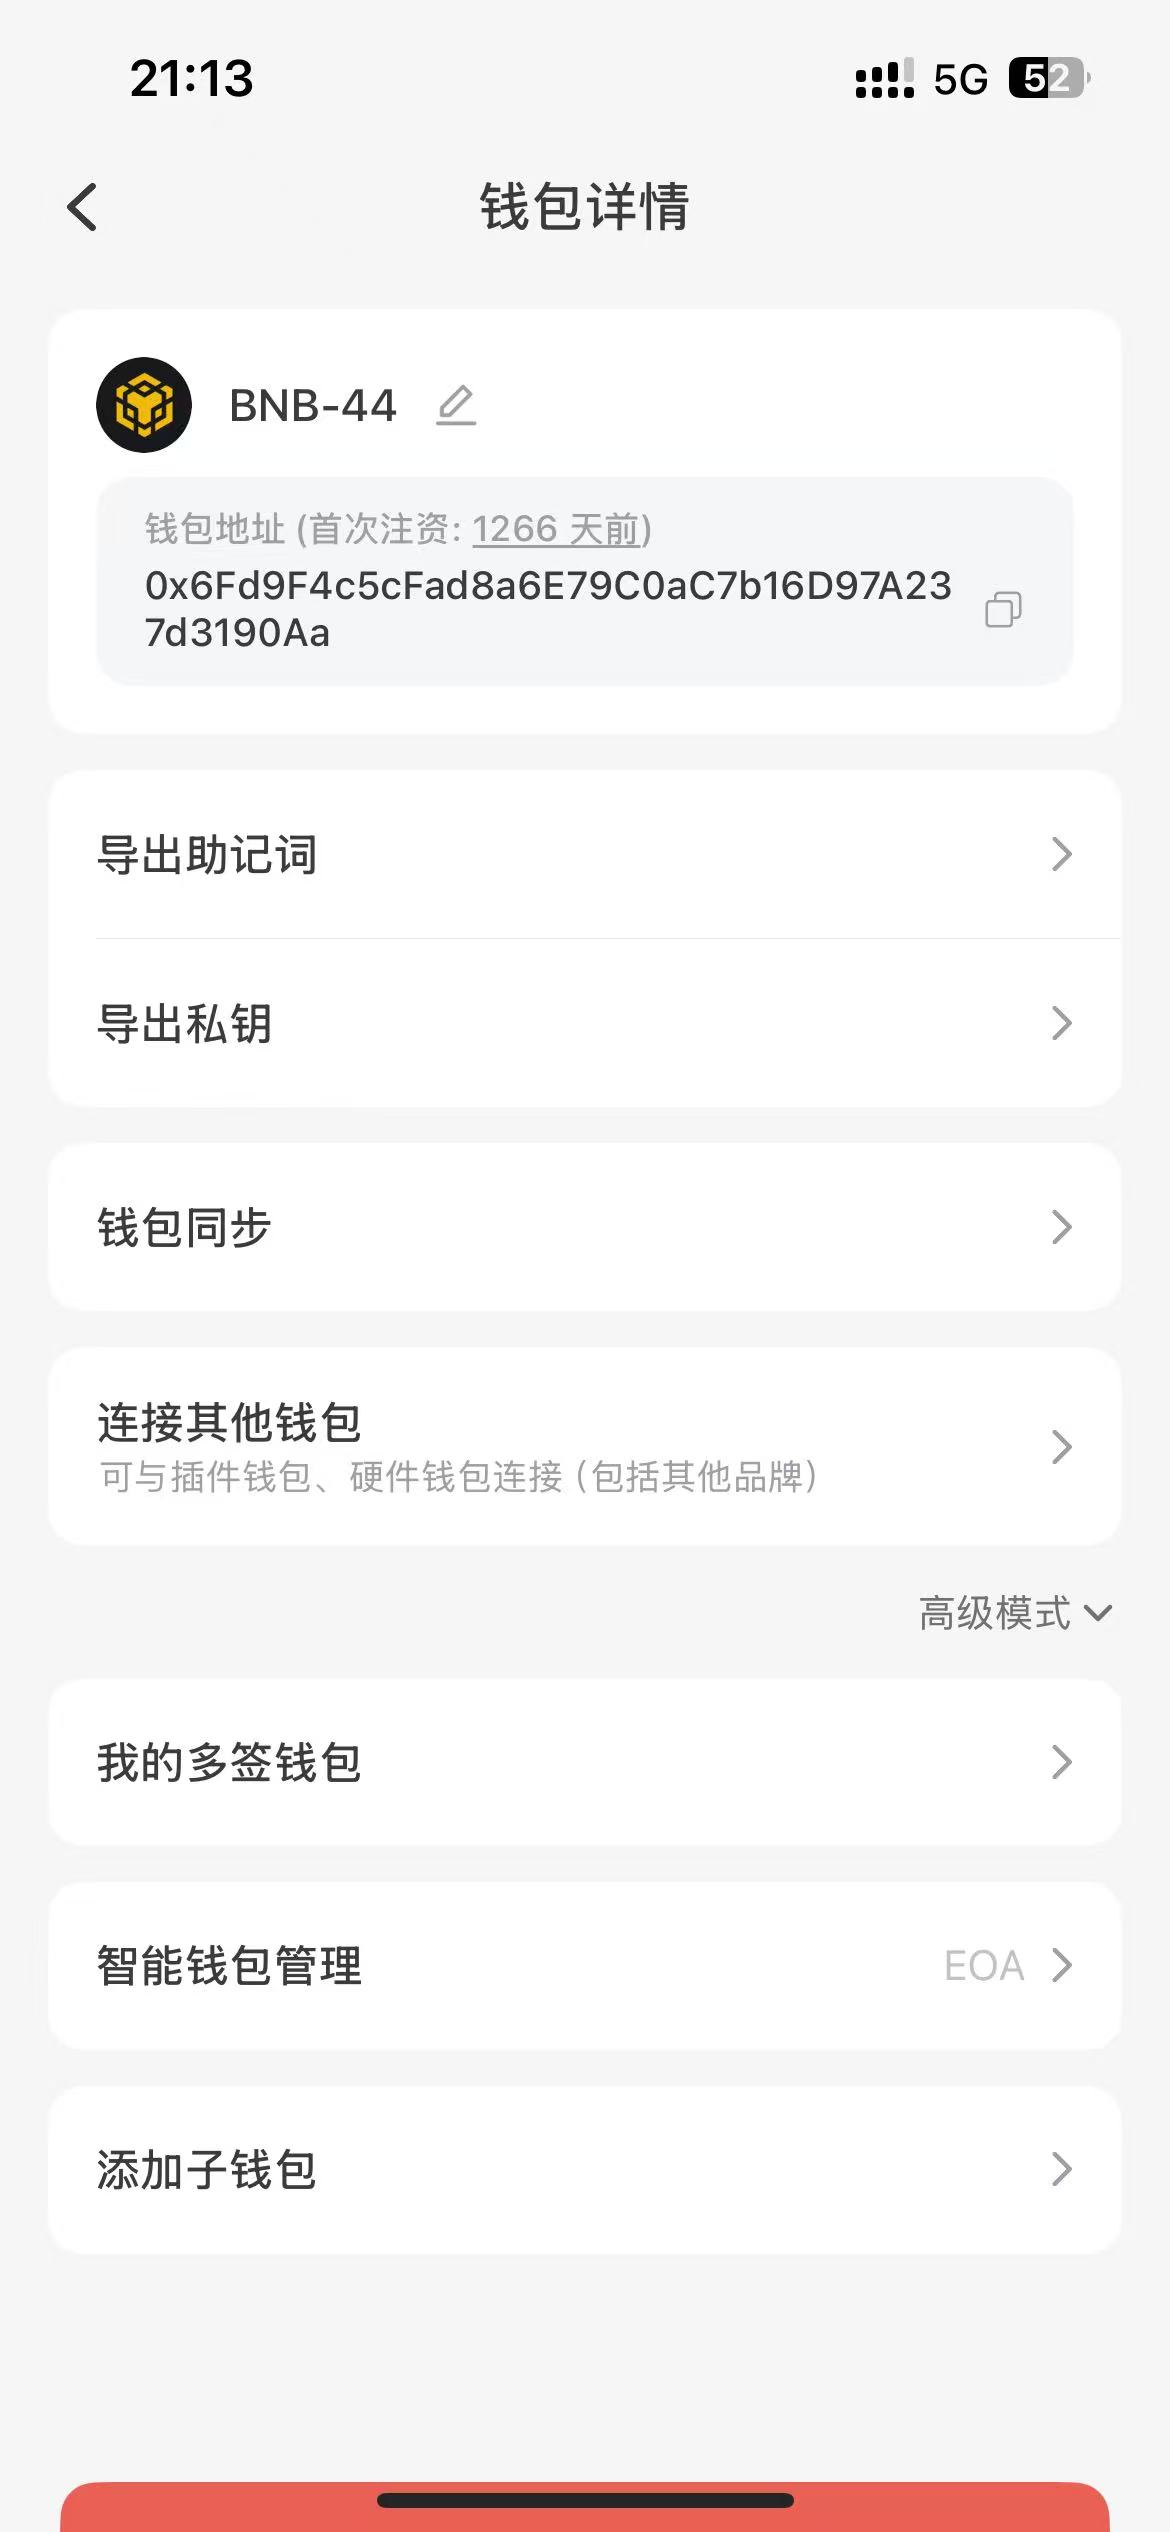 21:13
5G 52
钱包详情
BNB-44
钱包地址 (首次注资: 1266 天前)
0x6Fd9F4c5cFad8a6E79C0aC7b16D97A23
7d3190Aa
导出助记词
导出私钥
钱包同步
连接其他钱包
可与插件钱包、硬件钱包连接 (包括其他品牌)
高级模式
我的多签钱包
智能钱包管理 EOA
添加子钱包